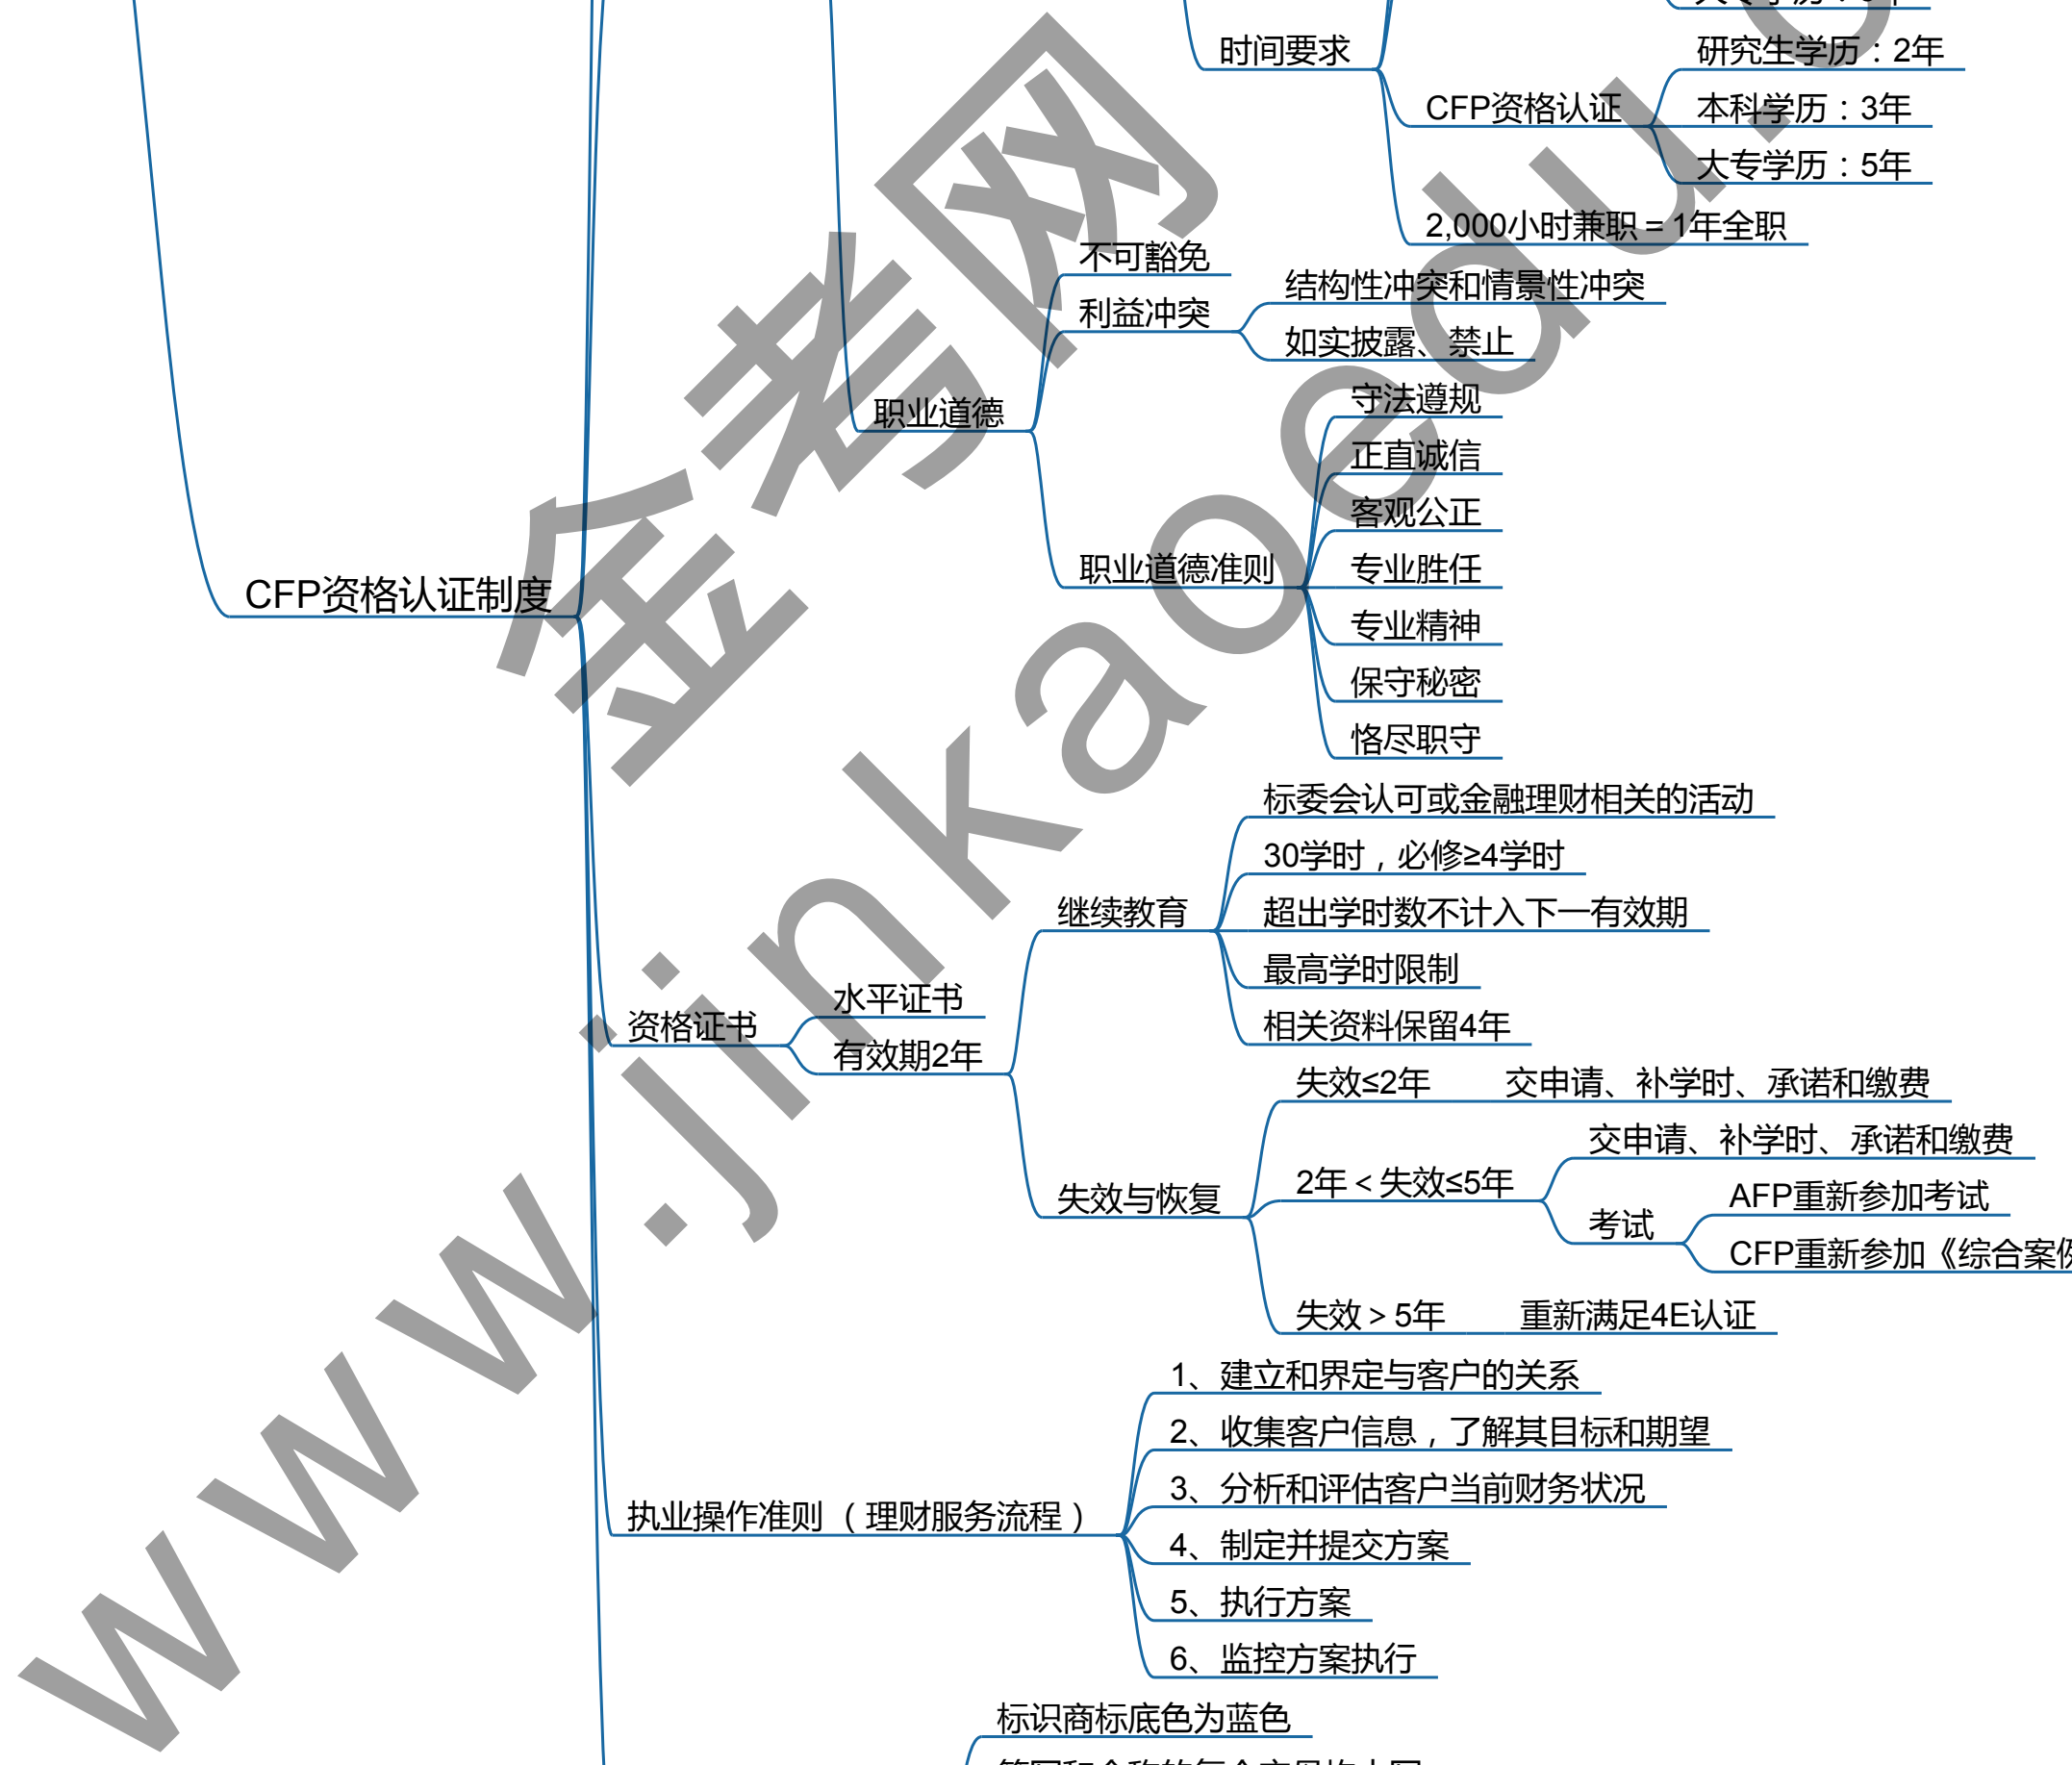 时间要求
研究生学历：2年
CFP资格认证
本科学历：3年
大专学历：5年
2,000小时兼职＝1年全职
不可豁免
利益冲突
结构性冲突和情景性冲突
如实披露、禁止
职业道德
职业道德准则
守法遵规
正直诚信
客观公正
专业胜任
专业精神
保守秘密
恪尽职守
CFP资格认证制度
资格证书
水平证书
有效期2年
继续教育
标委会认可或金融理财相关的活动
30学时，必修≥4学时
超出学时数不计入下一有效期
最高学时限制
相关资料保留4年
失效与恢复
失效≤2年
交申请、补学时、承诺和缴费
2年＜失效≤5年
交申请、补学时、承诺和缴费
考试
AFP重新参加考试
CFP重新参加《综合案例
失效＞5年
重新满足4E认证
执业操作准则（理财服务流程）
1、建立和界定与客户的关系
2、收集客户信息，了解其目标和期望
3、分析和评估客户当前财务状况
4、制定并提交方案
5、执行方案
6、监控方案执行
标识商标底色为蓝色
金考网
www.jinkaoedu.c